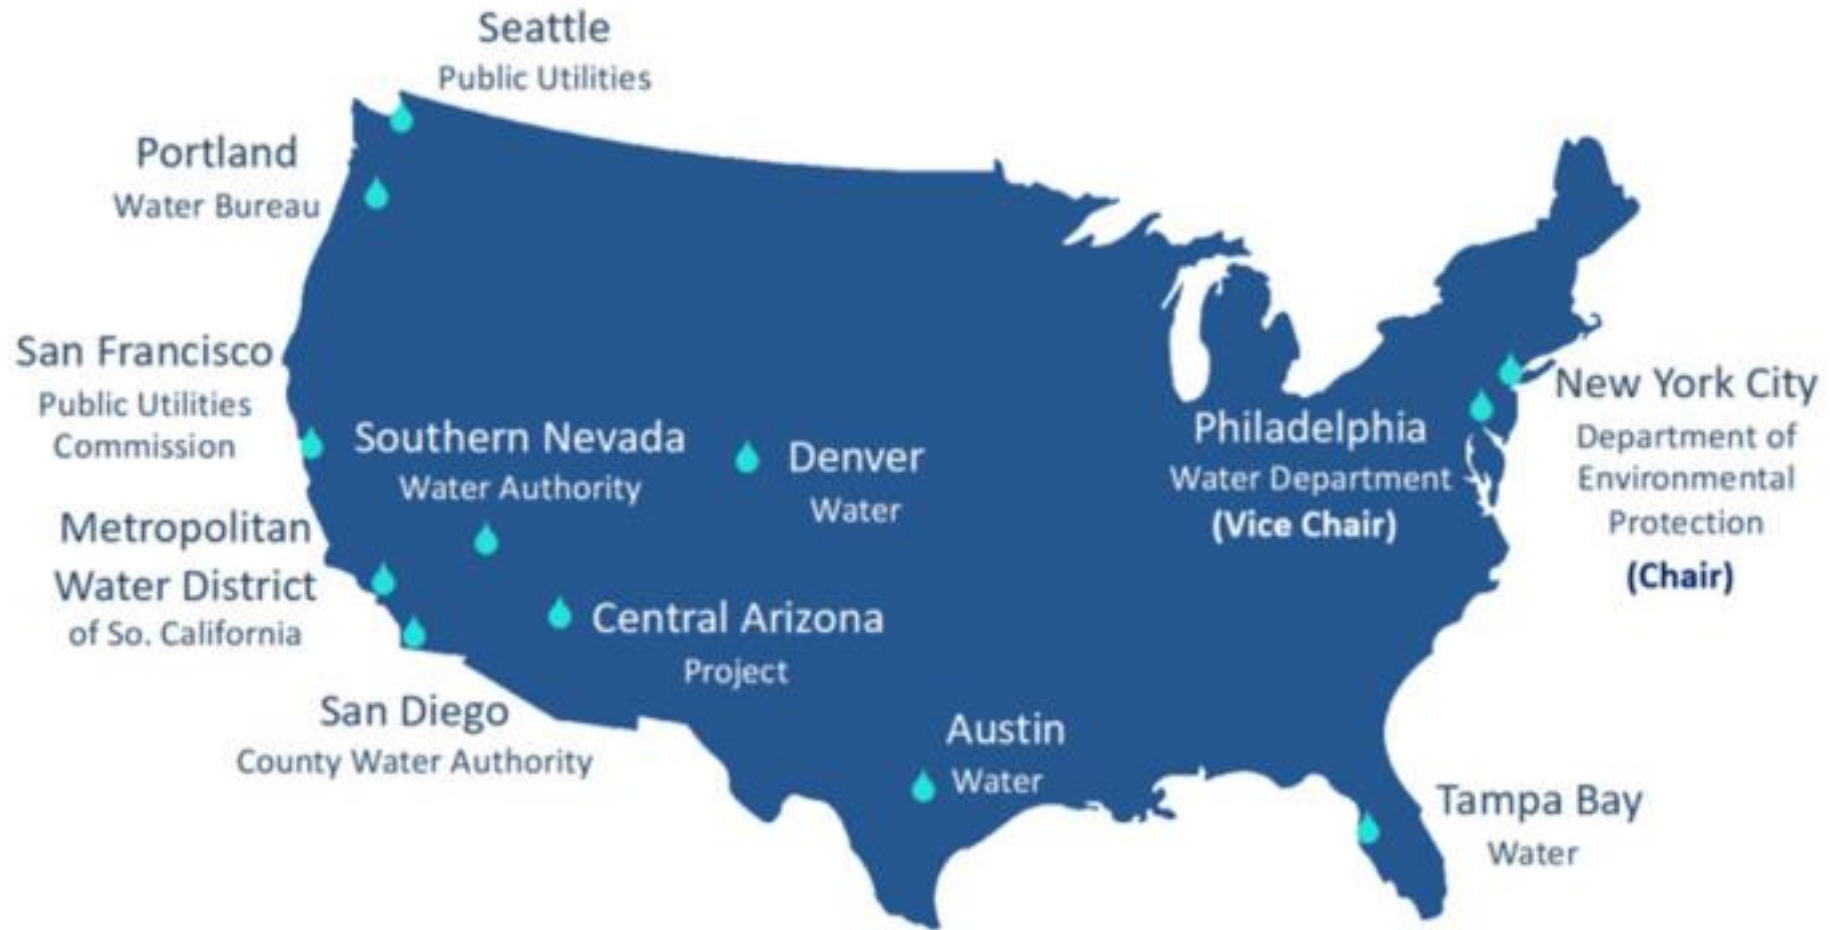 Seattle
Public Utilities
Portland
Water Bureau
San Francisco
Public Utilities
Commission
Southern Nevada
Water Authority
Denver
Water
Philadelphia
Water Department
(Vice Chair)
New York City
Department of
Environmental
Protection
(Chair)
Metropolitan
Water District
of So. California
Central Arizona
Project
San Diego
County Water Authority
Austin
Water
Tampa Bay
Water